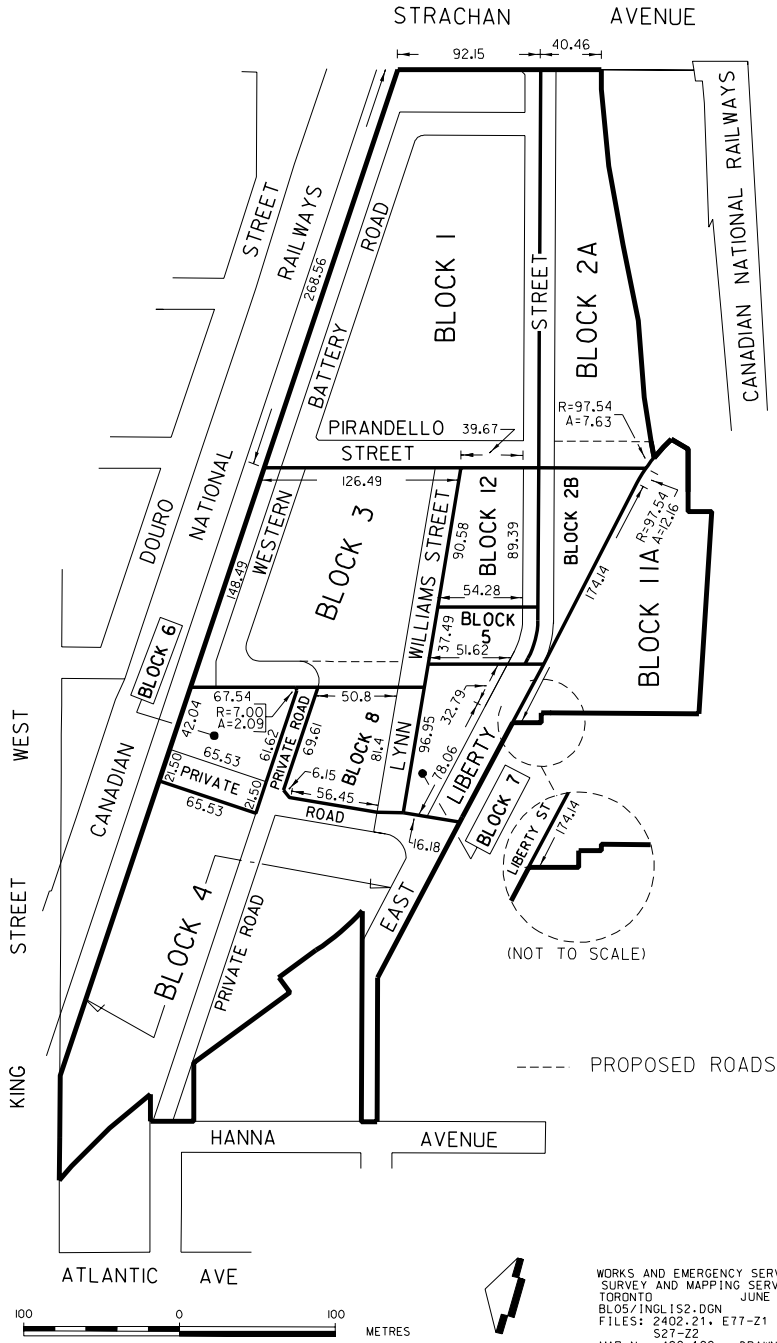 STRACHAN AVENUE
92.15
40.46
STREET
RAILWAYS
268.56
BATTERY
ROAD
BLOCK 1
STREET
BLOCK 2A
CANADIAN NATIONAL RAILWAYS
R=97.54
A=7.63
PIRANDELLO
STREET
39.67
126.49
DOURO
NATIONAL
WESTERN
BLOCK 3
WILLIAMS STREET
90.58
BLOCK 12
89.39
BLOCK 2B
R=97.54
A=12.16
174.14
BLOCK 11A
148.49
54.28
BLOCK
5
37.49
51.62
BLOCK 6
67.54
R=7.00
A=2.09
50.8
42.04
61.62
PRIVATE ROAD
69.61
BLOCK 8
81.4
LYNN
96.95
32.79
78.06
LIBERTY
65.53
21.50
PRIVATE
21.50
65.53
6.15
56.45
ROAD
16.18
BLOCK 7
WEST
CANADIAN
EAST
LIBERTY ST
174.14
(NOT TO SCALE)
BLOCK 4
PRIVATE ROAD
STREET
KING
PROPOSED ROADS
HANNA AVENUE
ATLANTIC AVE
100 0 100
METRES
WORKS AND EMERGENCY SERV
SURVEY AND MAPPING SERV
TORONTO JUNE
BL05/INGLIS2.DGN
FILES: 2402.21, E77-Z1
S27-Z2